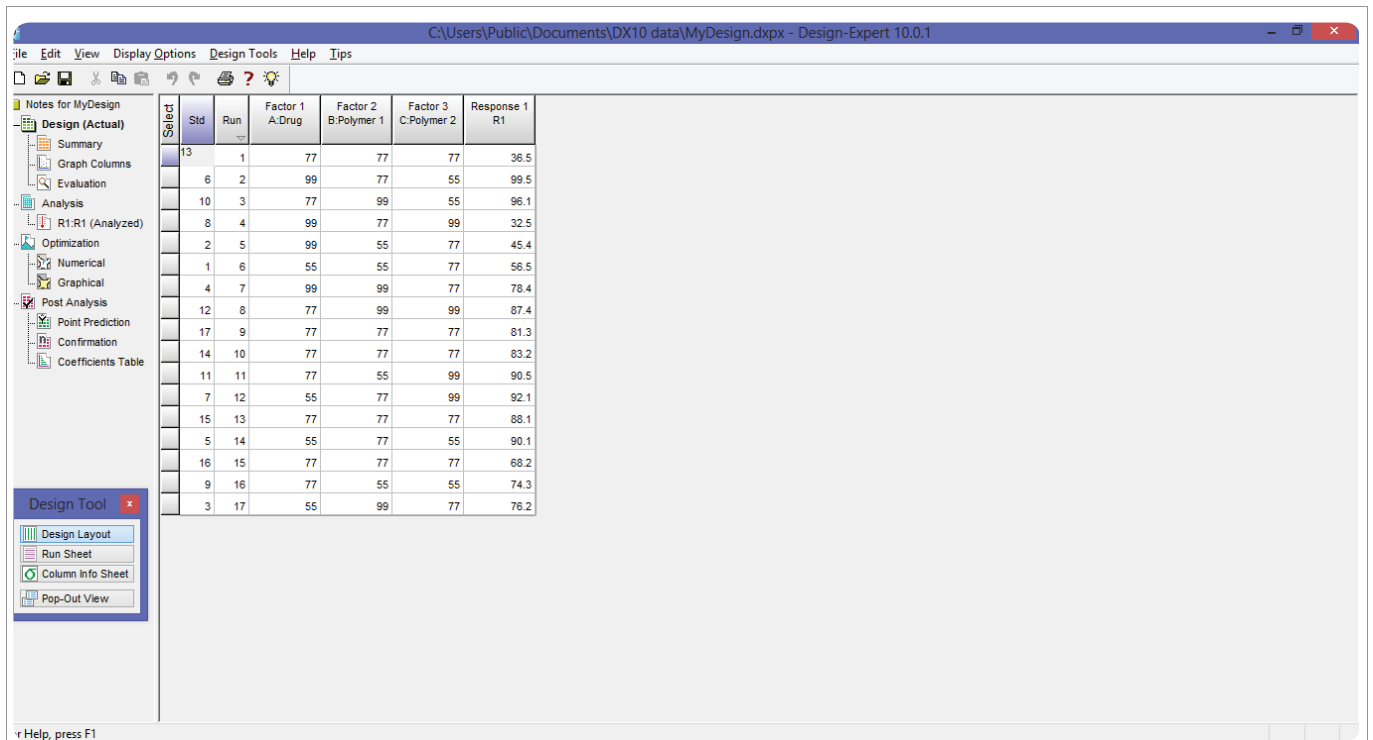 C:\Users\Public\Documents\DX10 data\MyDesign.dxpx - Design-Expert 10.0.1
ile Edit View Display Options Design Tools Help Tips
Notes for MyDesign
Design (Actual)
Summary
Graph Columns
Evaluation
Analysis
R1:R1 (Analyzed)
Optimization
Numerical
Graphical
Post Analysis
Point Prediction
Confirmation
Coefficients Table
Design Tool
Design Layout
Run Sheet
Column Info Sheet
Pop-Out View
Select Std Run Factor 1 A:Drug Factor 2 B:Polymer 1 Factor 3 C:Polymer 2 Response 1 R1
13 1 77 77 77 36.5
6 2 99 77 55 99.5
10 3 77 99 55 96.1
8 4 99 77 99 32.5
2 5 99 55 77 45.4
1 6 55 55 77 56.5
4 7 99 99 77 78.4
12 8 77 99 99 87.4
17 9 77 77 77 81.3
14 10 77 77 77 83.2
11 11 77 55 99 90.5
7 12 55 77 99 92.1
15 13 77 77 77 88.1
5 14 55 77 55 90.1
16 15 77 77 77 68.2
9 16 77 55 55 74.3
3 17 55 99 77 76.2
r Help, press F1